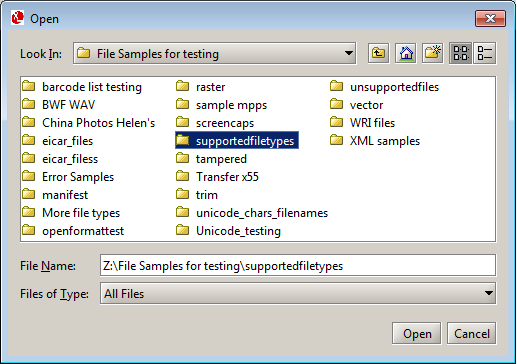 Open
Look In: File Samples for testing
barcode list testing
BWF WAV
China Photos Helen's
eicar_files
eicar_filess
Error Samples
manifest
More file types
openformattest
raster
sample mpps
screencaps
supportedfiletypes
tampered
Transfer x55
trim
unicode_chars_filenames
Unicode_testing
unsupportedfiles
vector
WRI files
XML samples
File Name: Z:\File Samples for testing\supportedfiletypes
Files of Type: All Files
Open Cancel